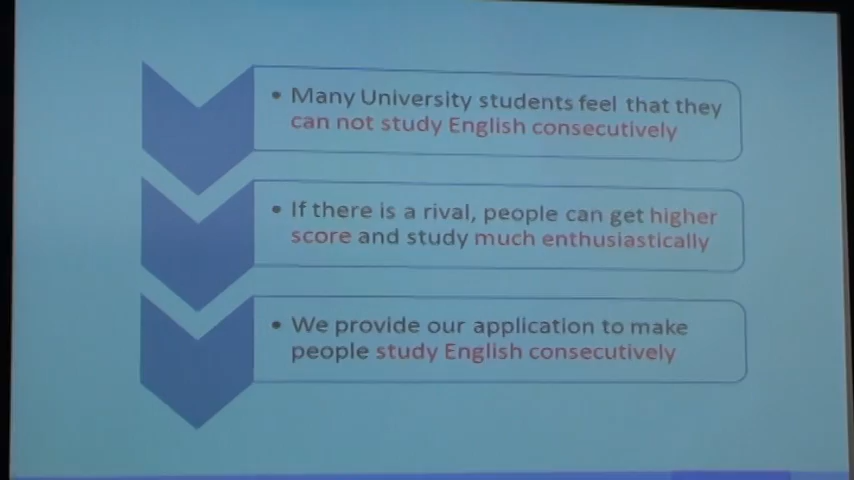 • Many University students feel that they
can not study English consecutively
• If there is a rival, people can get higher
score and study much enthusiastically
• We provide our application to make
people study English consecutively